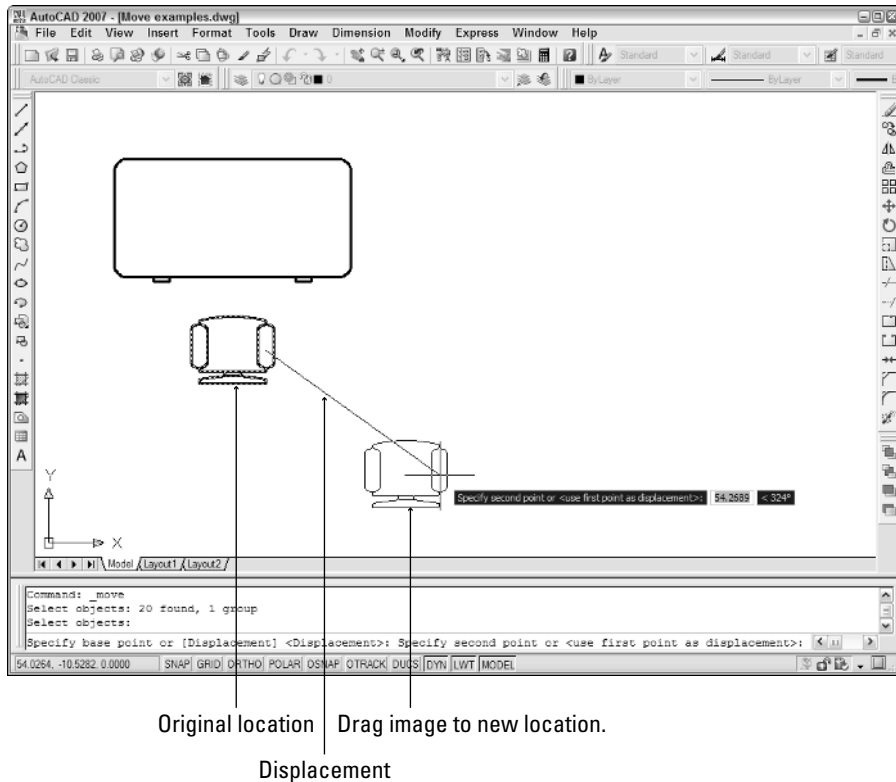 AutoCAD 2007 - [Move examples.dwg]
File Edit View Insert Format Tools Draw Dimension Modify Express Window Help
Standard Standard Standard
AutoCAD Classic 0 ByLayer ByLayer
A
Specify second point or <use first point as displacement>: 54.2689 < 324°
Y
X
Model Layout1 Layout2
Command: _move
Select objects: 20 found, 1 group
Select objects:
Specify base point or [Displacement] <Displacement>: Specify second point or <use first point as displacement>:
54.0264, -10.5282, 0.0000 SNAP GRID ORTHO POLAR OSNAP OTRACK DUCS DYN LWT MODEL
Original location
Drag image to new location.
Displacement